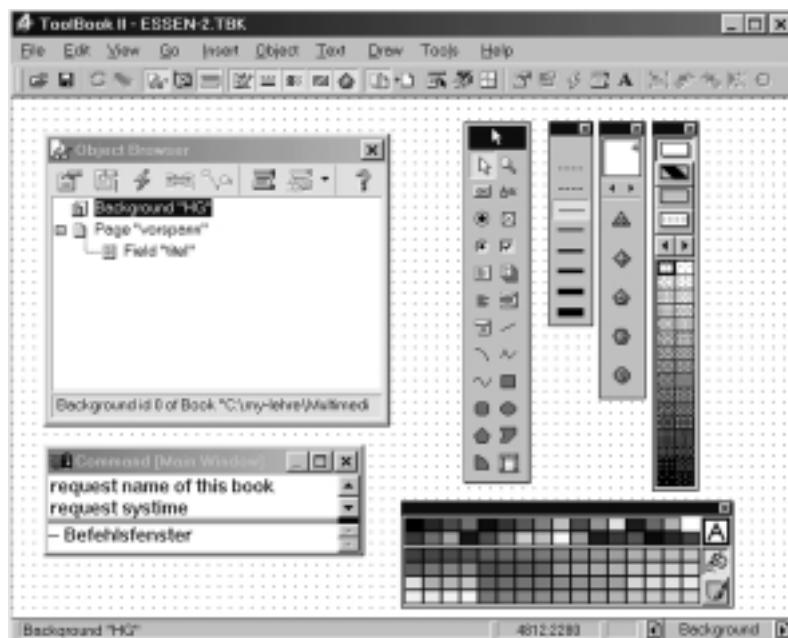 ToolBook II - ESSEN-2.TBK
File Edit View Go Insert Object Text Draw Tools Help
Object Browser
Background "HG"
Page "vorspann"
Field "titel"
Background id 0 of Book "C:\my-lehre\Multimedi
Command [Main Window]
request name of this book
request systime
-- Befehlsfenster
A
Background "HG"
4812,2280
Background